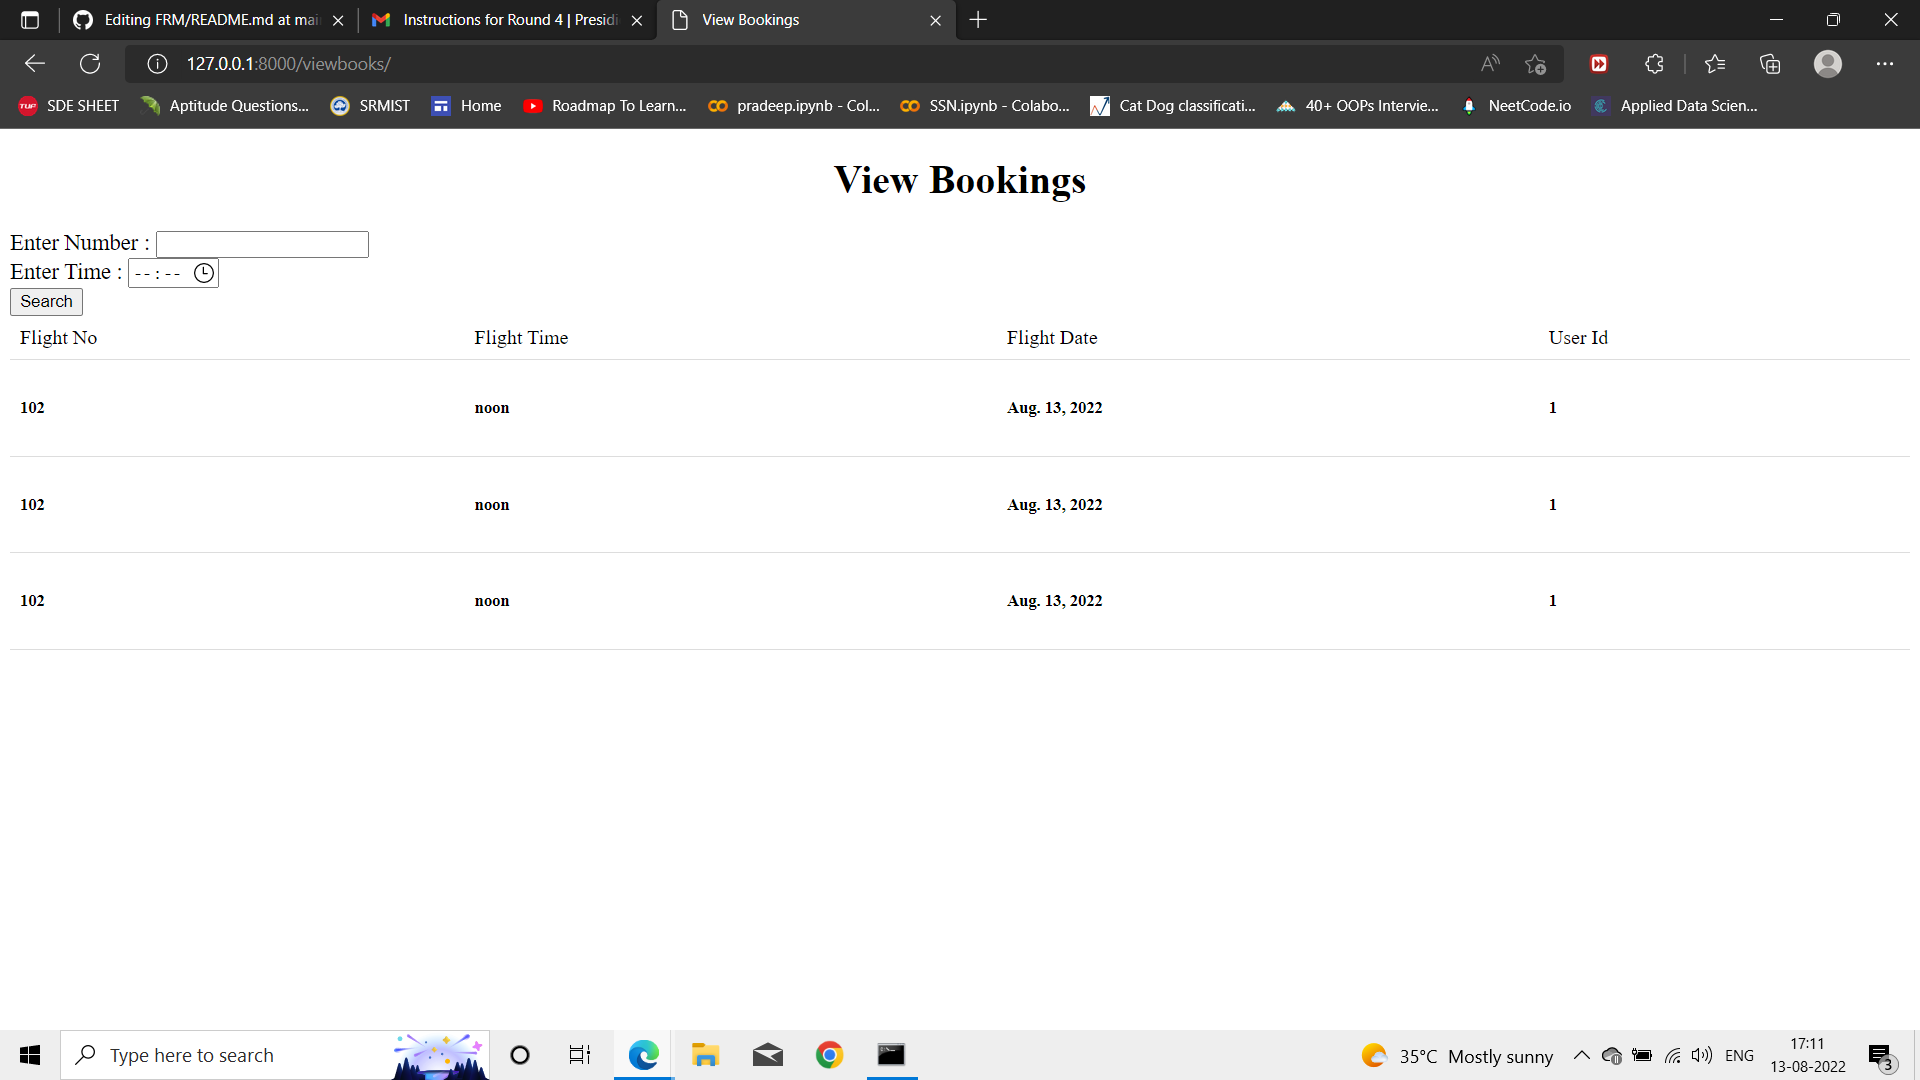 Editing FRM/README.md at mai
Instructions for Round 4 | Presidi
View Bookings
127.0.0.1:8000/viewbooks/
SDE SHEET
Aptitude Questions...
SRMIST
Home
Roadmap To Learn...
pradeep.ipynb - Col...
SSN.ipynb - Colabo...
Cat Dog classificati...
40+ OOPs Intervie...
NeetCode.io
Applied Data Scien...
View Bookings
Enter Number :
Enter Time : --:--
Search
Flight No Flight Time Flight Date User Id
102 noon Aug. 13, 2022 1
102 noon Aug. 13, 2022 1
102 noon Aug. 13, 2022 1
Type here to search
35°C Mostly sunny
ENG
17:11
13-08-2022
3